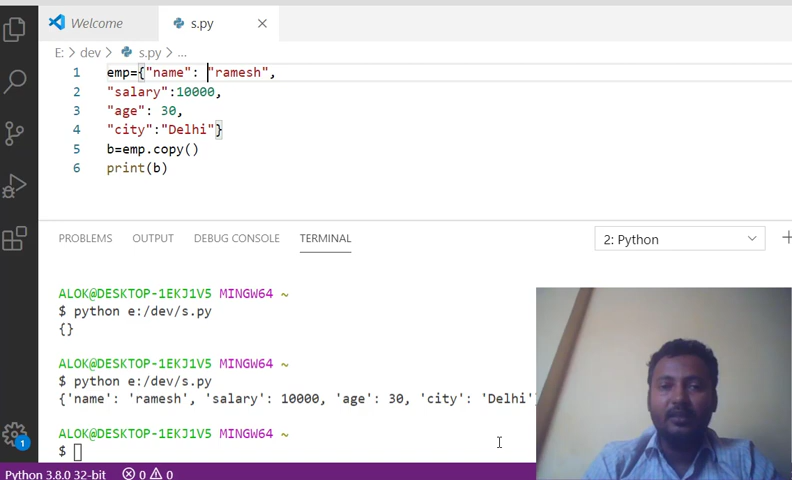 Welcome s.py
E: > dev > s.py > ...
1 emp={"name": "ramesh",
2 "salary":10000,
3 "age": 30,
4 "city":"Delhi"}
5 b=emp.copy()
6 print(b)
PROBLEMS OUTPUT DEBUG CONSOLE TERMINAL 2: Python
ALOK@DESKTOP-1EKJ1V5 MINGW64 ~
$ python e:/dev/s.py
{}
ALOK@DESKTOP-1EKJ1V5 MINGW64 ~
$ python e:/dev/s.py
{'name': 'ramesh', 'salary': 10000, 'age': 30, 'city': 'Delhi'
ALOK@DESKTOP-1EKJ1V5 MINGW64 ~
$
1
Python 3.8.0 32-bit 0 0